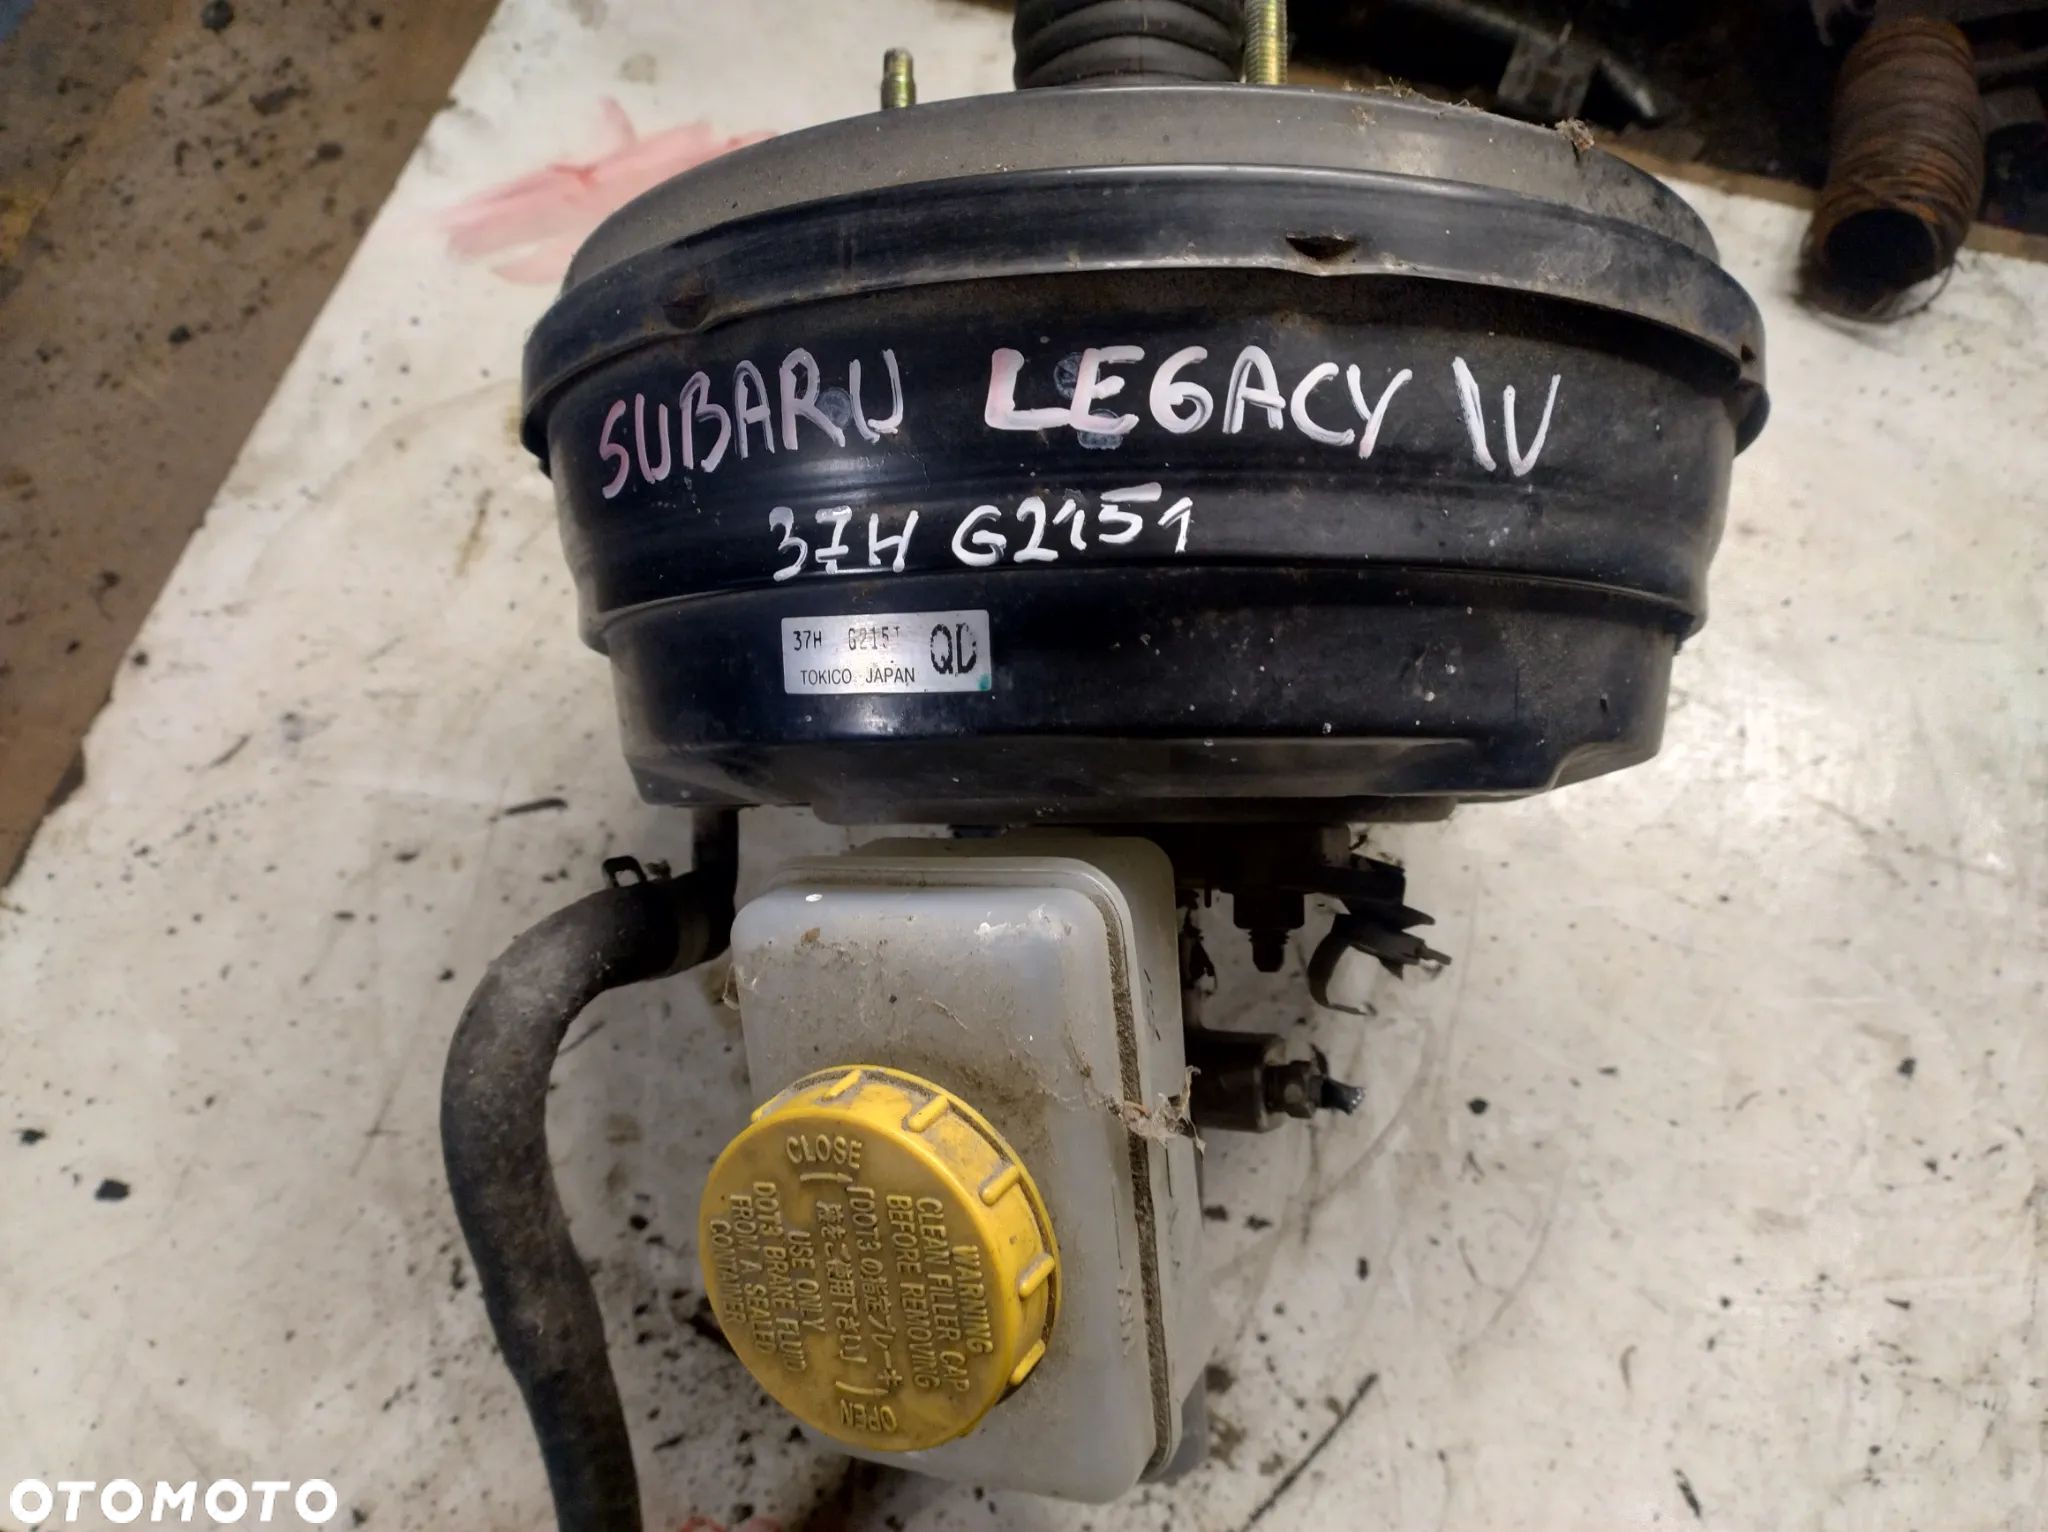 SUBARU LEGACY IV
37H G2151
37H G2151 QD
TOKICO JAPAN
CLOSE
WARNING
CLEAN FILLER CAP
BEFORE REMOVING
USE ONLY
DOT3 BRAKE FLUID
FROM A SEALED
CONTAINER
OPEN
OTOMOTO